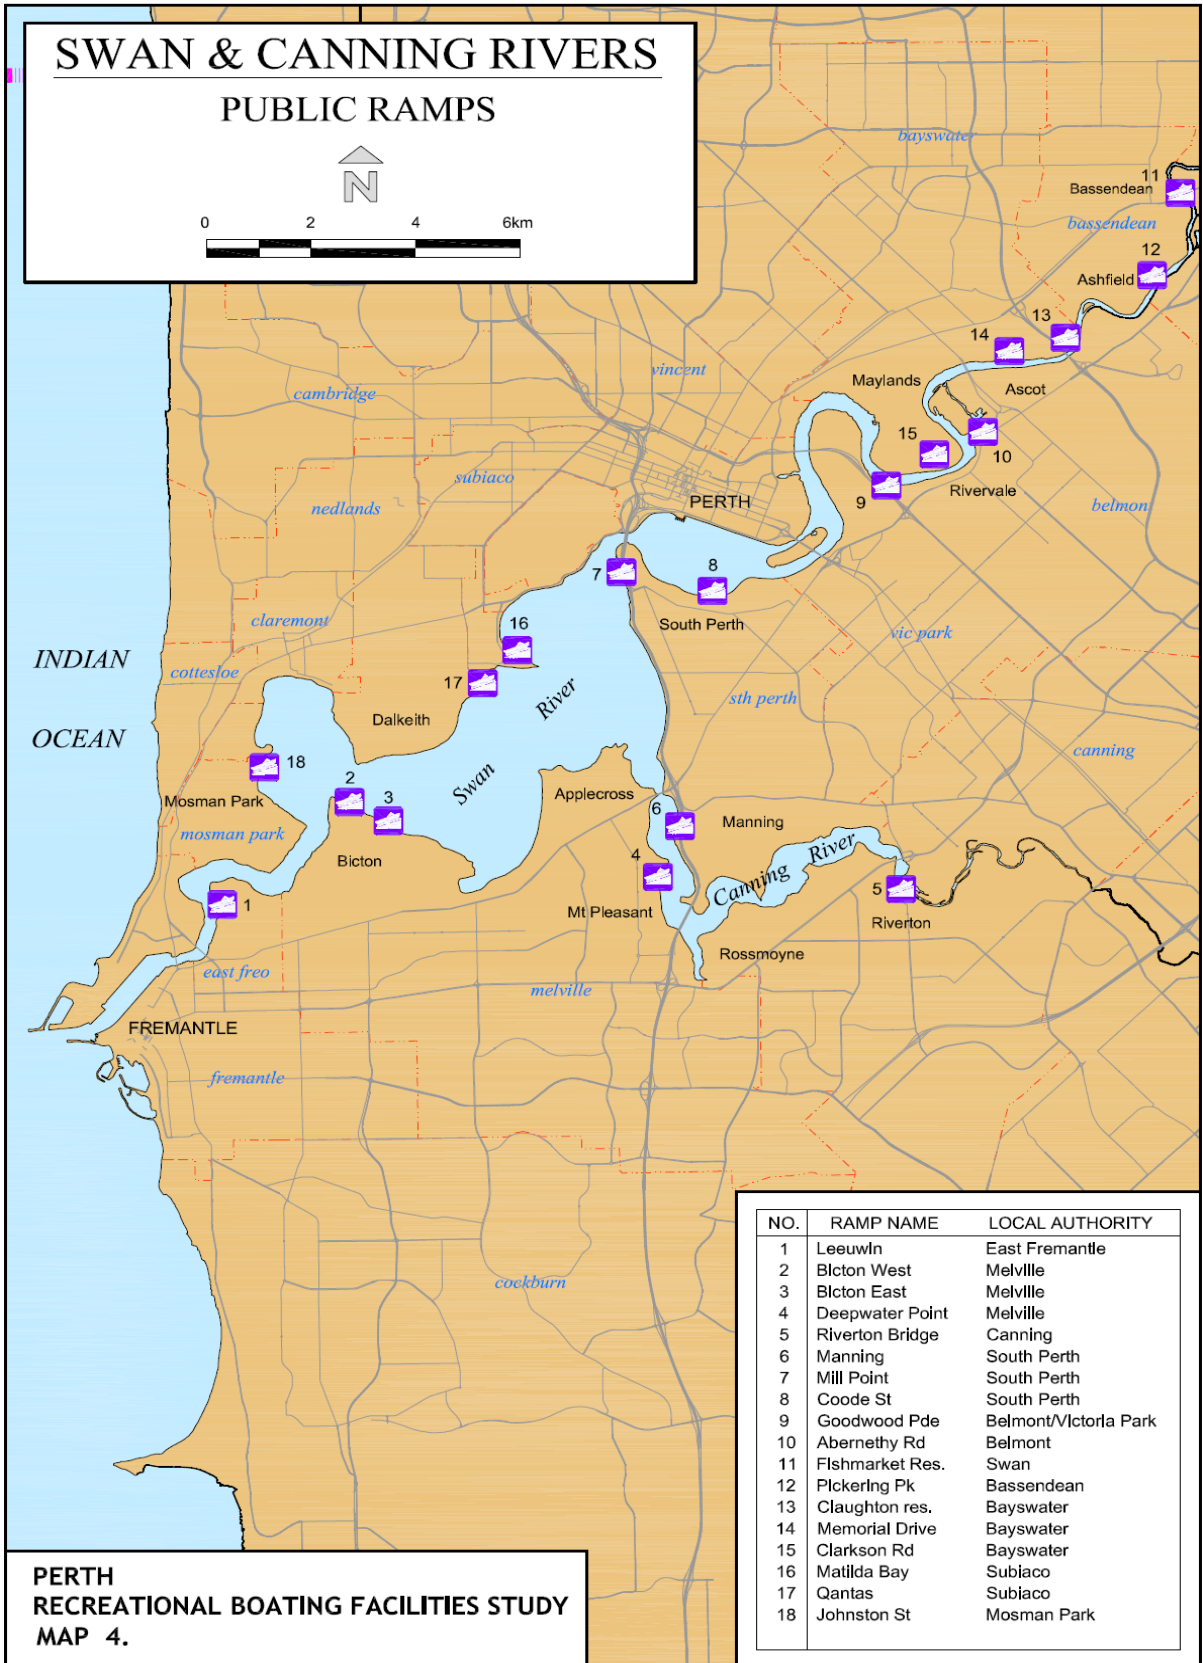 SWAN & CANNING RIVERS
PUBLIC RAMPS
N
0 2 4 6km
bayswater
11
Bassendean
bassendean
12
Ashfield
13
14
vincent
Maylands
Ascot
cambridge
15
10
subiaco
PERTH
9
Rivervale
nedlands
belmon
7
8
claremont
16
South Perth
vic park
INDIAN
cottesloe
17
River
sth perth
Dalkeith
OCEAN
canning
18
2
Swan
Mosman Park
3
Applecross
6
mosman park
Manning
Bicton
4
Canning River
5
1
Mt Pleasant
Riverton
Rossmoyne
east freo
melville
FREMANTLE
fremantle
cockburn
NO. RAMP NAME LOCAL AUTHORITY
1 Leeuwin East Fremantle
2 Bicton West Melville
3 Bicton East Melville
4 Deepwater Point Melville
5 Riverton Bridge Canning
6 Manning South Perth
7 Mill Point South Perth
8 Coode St South Perth
9 Goodwood Pde Belmont/Victoria Park
10 Abernethy Rd Belmont
11 Fishmarket Res. Swan
12 Pickering Pk Bassendean
13 Claughton res. Bayswater
14 Memorial Drive Bayswater
15 Clarkson Rd Bayswater
16 Matilda Bay Subiaco
17 Qantas Subiaco
18 Johnston St Mosman Park
PERTH
RECREATIONAL BOATING FACILITIES STUDY
MAP 4.